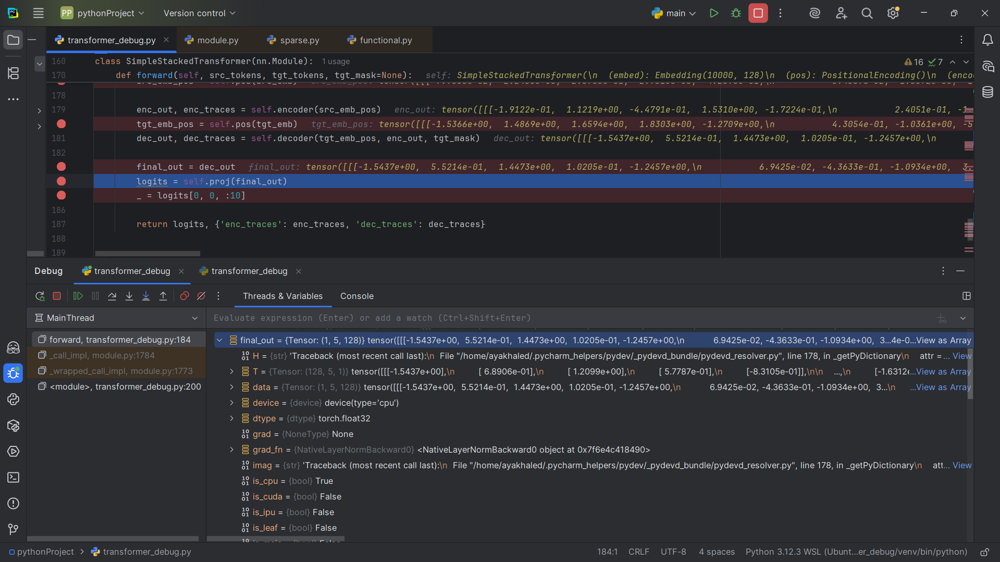 PP pythonProject Version control main
transformer_debug.py module.py sparse.py functional.py
160 class SimpleStackedTransformer(nn.Module): 1 usage 16 7
170 def forward(self, src_tokens, tgt_tokens, tgt_mask=None): self: SimpleStackedTransformer(\n (embed): Embedding(10000, 128)\n (pos): PositionalEncoding()\n (enco
178
179 enc_out, enc_traces = self.encoder(src_emb_pos) enc_out: tensor([[[-1.9122e-01, 1.1219e+00, -4.4791e-01, 1.5310e+00, -1.7224e-01,\n 2.4051e-01, -1
tgt_emb_pos = self.pos(tgt_emb) tgt_emb_pos: tensor([[[-1.5366e+00, 1.4869e+00, 1.6594e+00, 1.8303e+00, -1.2709e+00,\n 4.3054e-01, -1.0361e+00, -5
181 dec_out, dec_traces = self.decoder(tgt_emb_pos, enc_out, tgt_mask) dec_out: tensor([[[-1.5437e+00, 5.5214e-01, 1.4473e+00, 1.0205e-01, -1.2457e+00,\n
182
final_out = dec_out final_out: tensor([[[-1.5437e+00, 5.5214e-01, 1.4473e+00, 1.0205e-01, -1.2457e+00,\n 6.9425e-02, -4.3633e-01, -1.0934e+00, 3.
logits = self.proj(final_out)
_ = logits[0, 0, :10]
186
187 return logits, {'enc_traces': enc_traces, 'dec_traces': dec_traces}
188
189
Debug transformer_debug transformer_debug
Threads & Variables Console
MainThread Evaluate expression (Enter) or add a watch (Ctrl+Shift+Enter)
forward, transformer_debug.py:184
_call_impl, module.py:1784
_wrapped_call_impl, module.py:1773
<module>, transformer_debug.py:200
final_out = {Tensor: (1, 5, 128)} tensor([[[-1.5437e+00, 5.5214e-01, 1.4473e+00, 1.0205e-01, -1.2457e+00,\n 6.9425e-02, -4.3633e-01, -1.0934e+00, 3...4e-0...View as Array
H = {str} 'Traceback (most recent call last):\n File "/home/ayakhaled/.pycharm_helpers/pydev/_pydevd_bundle/pydevd_resolver.py", line 178, in _getPyDictionary\n attr =... View
T = {Tensor: (128, 5, 1)} tensor([[[-1.5437e+00],\n [ 6.8906e-01],\n [ 1.2099e+00],\n [ 5.7787e-01],\n [-8.3105e-01]],\n\n ...,\n [-1.6312e...View as Array
data = {Tensor: (1, 5, 128)} tensor([[[-1.5437e+00, 5.5214e-01, 1.4473e+00, 1.0205e-01, -1.2457e+00,\n 6.9425e-02, -4.3633e-01, -1.0934e+00, 3...\n ...View as Array
device = {device} device(type='cpu')
dtype = {dtype} torch.float32
grad = {NoneType} None
grad_fn = {NativeLayerNormBackward0} <NativeLayerNormBackward0 object at 0x7f6e4c418490>
imag = {str} 'Traceback (most recent call last):\n File "/home/ayakhaled/.pycharm_helpers/pydev/_pydevd_bundle/pydevd_resolver.py", line 178, in _getPyDictionary\n att... View
is_cpu = {bool} True
is_cuda = {bool} False
is_ipu = {bool} False
is_leaf = {bool} False
pythonProject > transformer_debug.py 184:1 CRLF UTF-8 4 spaces Python 3.12.3 WSL (Ubunt...er_debug/venv/bin/python)